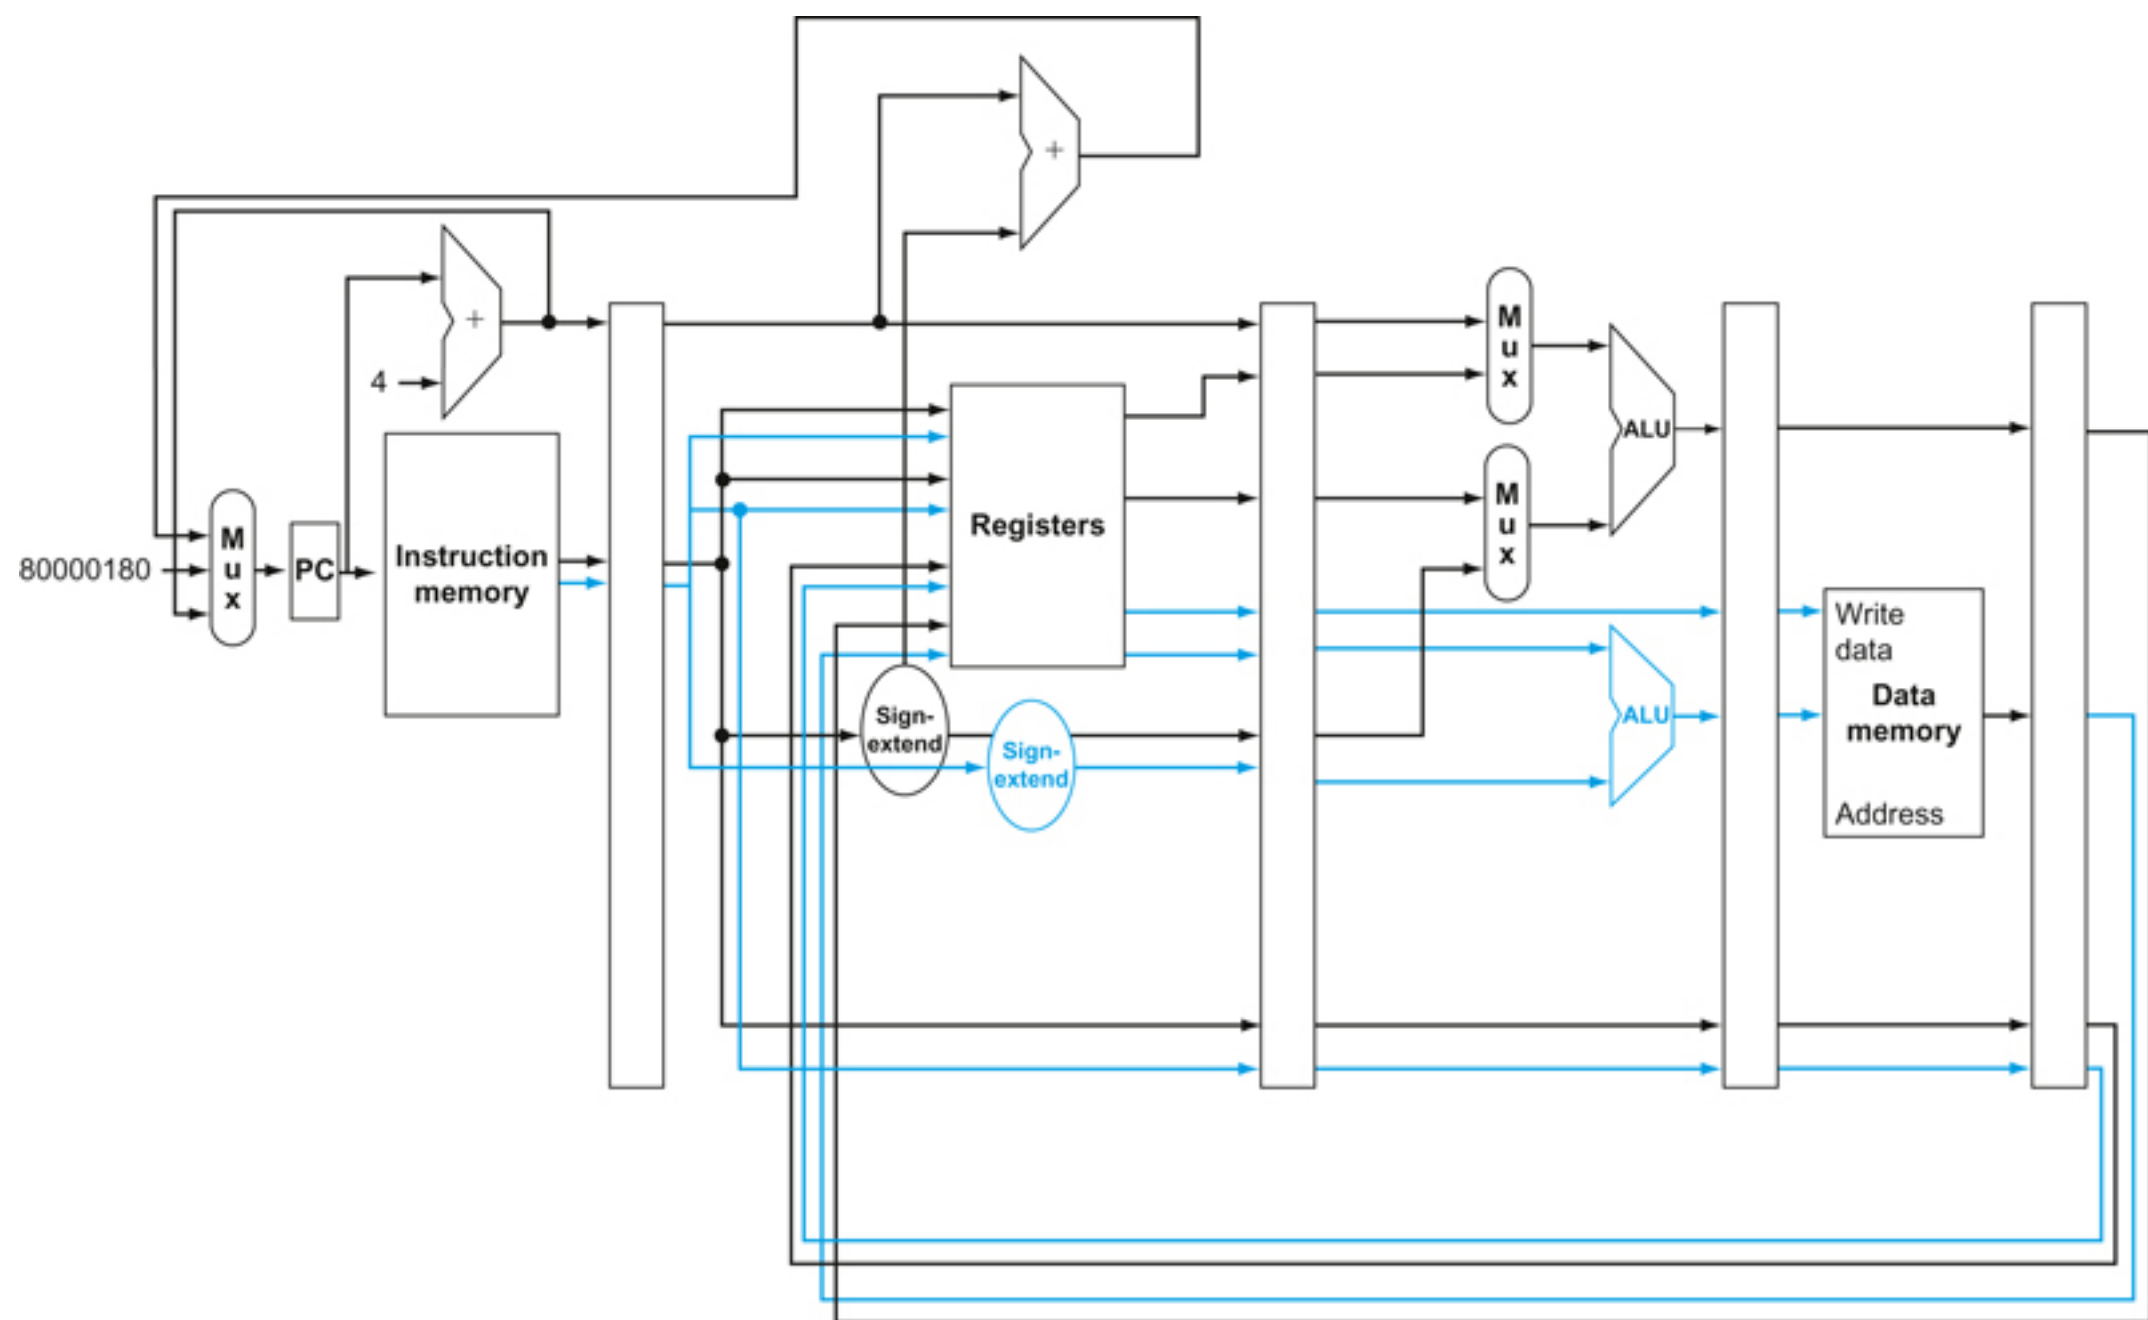 +
+
4
M
u
x
ALU
M
u
x
80000180
M
u
x
PC
Instruction
memory
Registers
Sign-
extend
Sign-
extend
ALU
Write
data
Data
memory
Address